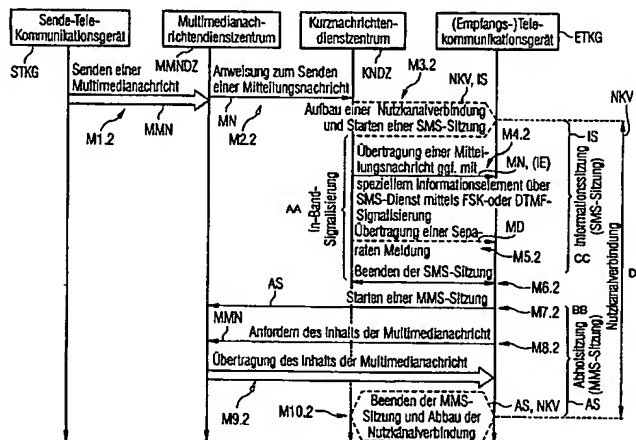 Sende-Tele-
Kommunikationsgerät
STKG
Multimedianach-
richtendienstzentrum
MMNDZ
Kurznachrichten-
dienstzentrum
KNDZ
(Empfangs-)Tele-
kommunikationsgerät
ETKG
Senden einer
Multimedianachricht
MMN
M1.2
Anweisung zum Senden
einer Mitteilungsnachricht
MN
M2.2
M3.2
NKV, IS
Aufbau einer Nutzkanalverbindung
und Starten einer SMS-Sitzung
NKV
M4.2
Übertragung einer Mittei-
lungsnachricht ggf. mit
MN, (IE)
speziellem Informationselement über
SMS-Dienst mittels FSK-oder DTMF-
Signalisierung
Übertragung einer Sepa-
MD
raten Meldung
M5.2
AA
In-Band-
Signalisierung
Beenden der SMS-Sitzung
M6.2
IS
Informationssitzung
(SMS-Sitzung)
CC
Nutzkanalverbindung
D
AS
Starten einer MMS-Sitzung
M7.2
MMN
Anfordern des Inhalts der Multimedianachricht
M8.2
BB
Abholsitzung
(MMS-Sitzung)
AS
Übertragung des Inhalts der Multimedianachricht
M9.2
M10.2
Beenden der MMS-
Sitzung und Abbau der
Nutzkanalverbindung
AS, NKV